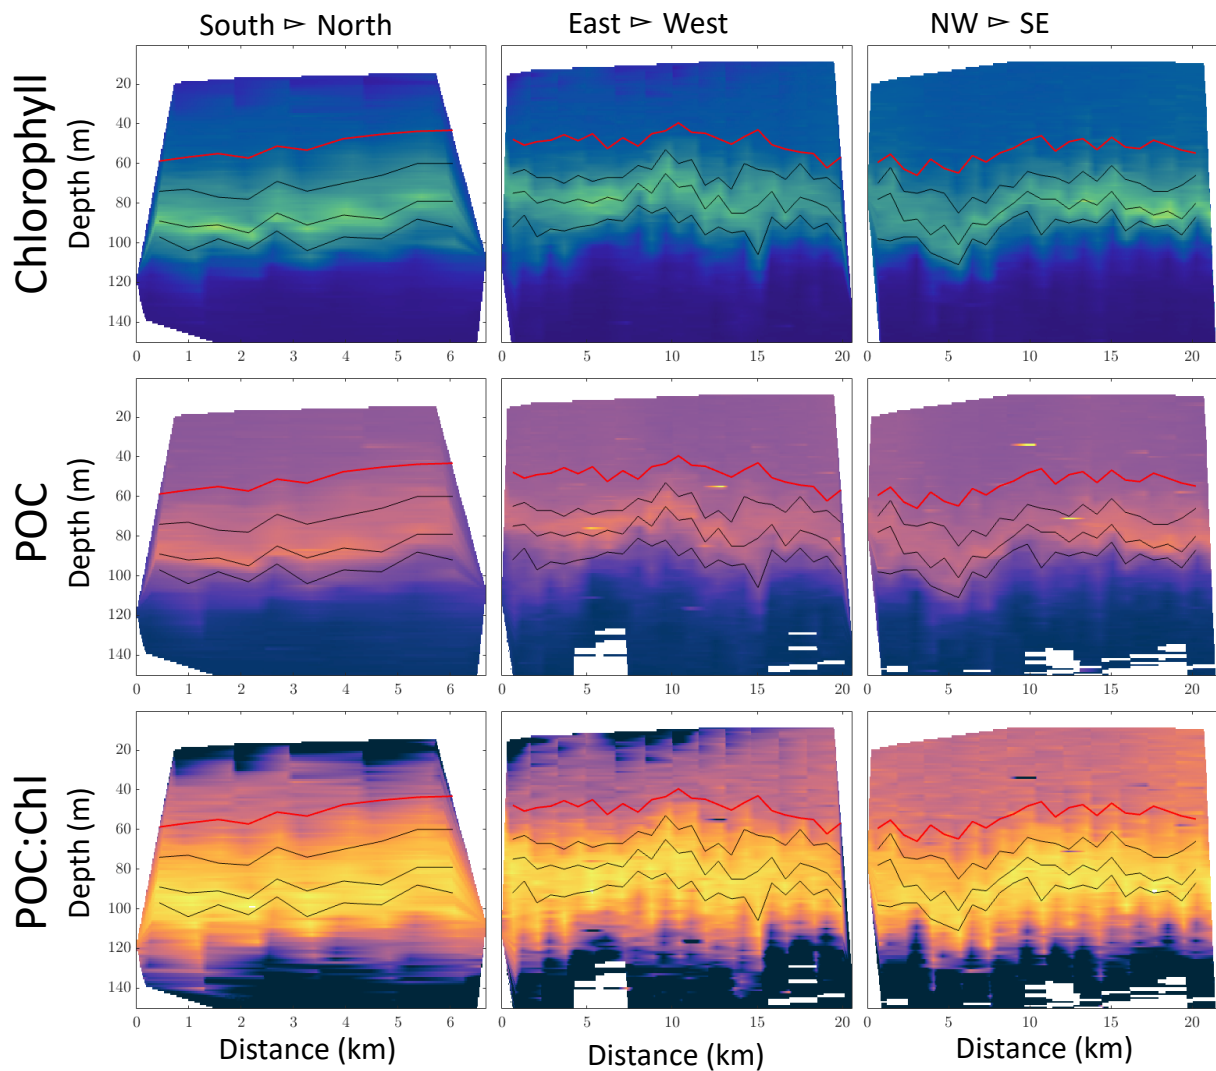 South ▻ North
East ▻ West
NW ▻ SE
Chlorophyll
Depth (m)
20
40
60
80
100
120
140
0 1 2 3 4 5 6
0 5 10 15 20
0 5 10 15 20
POC
Depth (m)
20
40
60
80
100
120
140
0 1 2 3 4 5 6
0 5 10 15 20
0 5 10 15 20
POC:Chl
Depth (m)
20
40
60
80
100
120
140
0 1 2 3 4 5 6
0 5 10 15 20
0 5 10 15 20
Distance (km)
Distance (km)
Distance (km)